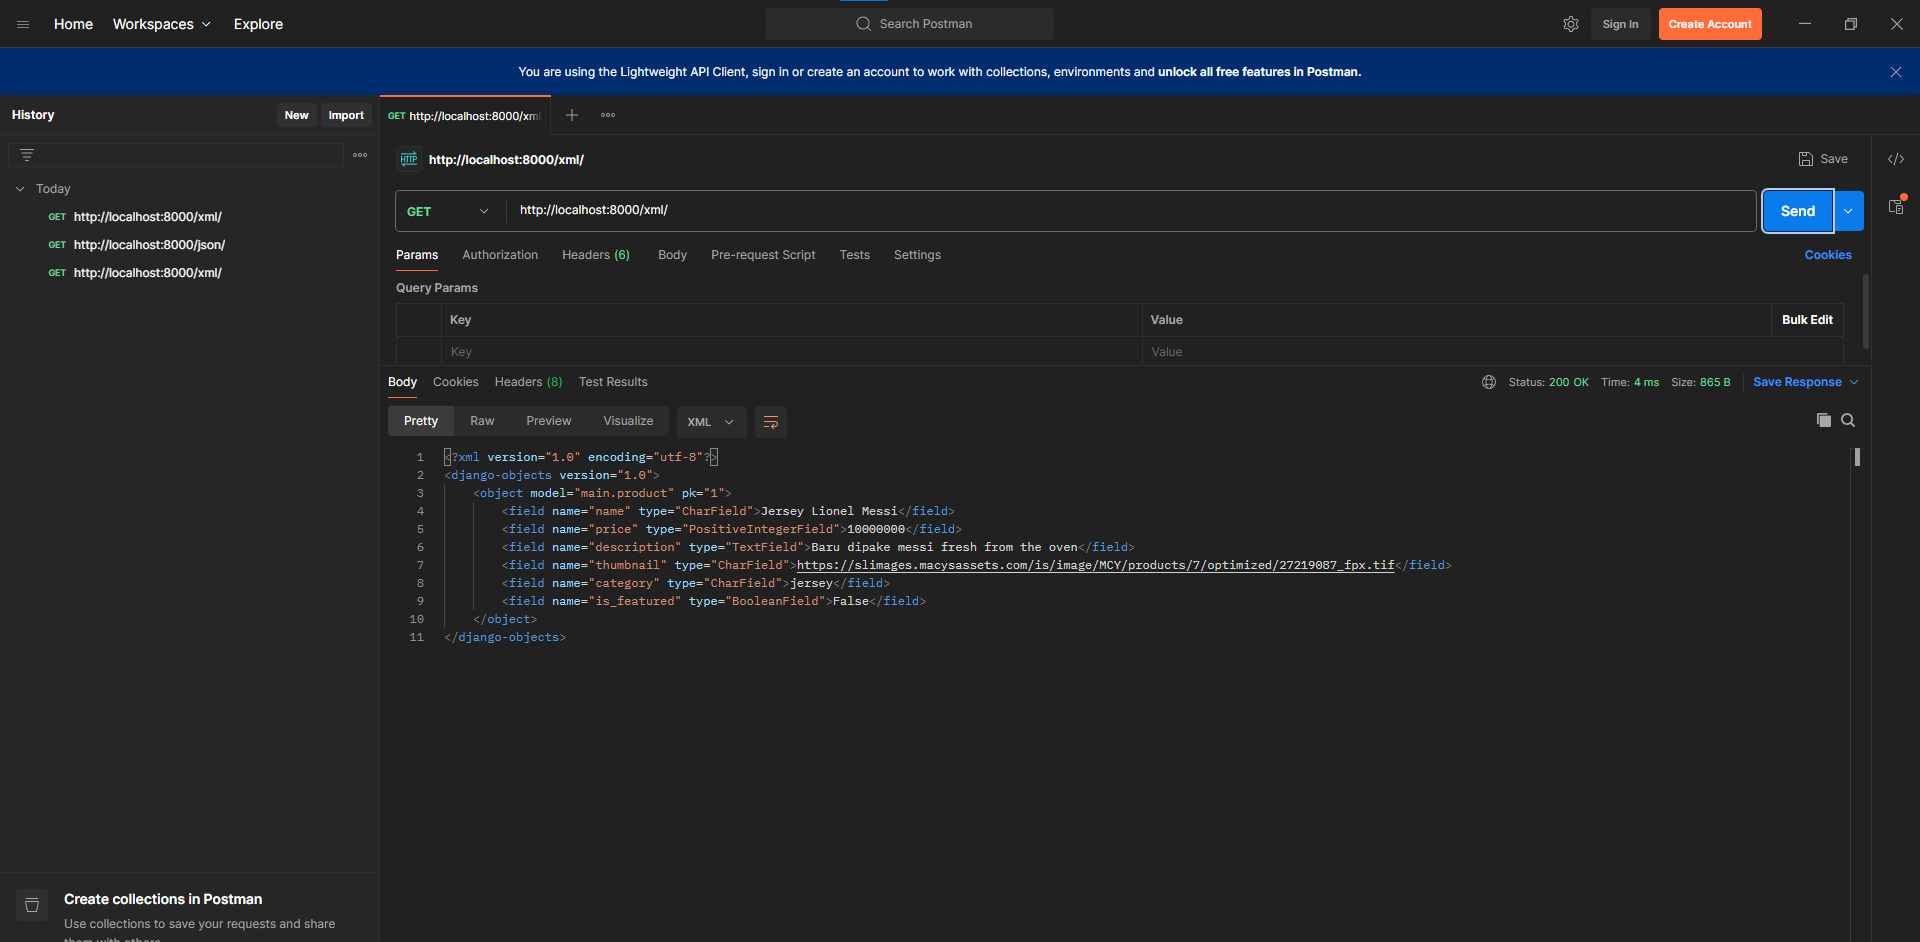 Home Workspaces Explore Search Postman Sign In Create Account
You are using the Lightweight API Client, sign in or create an account to work with collections, environments and unlock all free features in Postman.
History New Import
GET http://localhost:8000/xml
Today
GET http://localhost:8000/xml/
GET http://localhost:8000/json/
GET http://localhost:8000/xml/
HTTP http://localhost:8000/xml/ Save
GET http://localhost:8000/xml/ Send
Params Authorization Headers (6) Body Pre-request Script Tests Settings Cookies
Query Params
Key Value Bulk Edit
Key Value
Body Cookies Headers (8) Test Results Status: 200 OK Time: 4 ms Size: 865 B Save Response
Pretty Raw Preview Visualize XML
1 <?xml version="1.0" encoding="utf-8"?>
2 <django-objects version="1.0">
3 <object model="main.product" pk="1">
4 <field name="name" type="CharField">Jersey Lionel Messi</field>
5 <field name="price" type="PositiveIntegerField">10000000</field>
6 <field name="description" type="TextField">Baru dipake messi fresh from the oven</field>
7 <field name="thumbnail" type="CharField">https://slimages.macysassets.com/is/image/MCY/products/7/optimized/27219087_fpx.tif</field>
8 <field name="category" type="CharField">jersey</field>
9 <field name="is_featured" type="BooleanField">False</field>
10 </object>
11 </django-objects>
Create collections in Postman
Use collections to save your requests and share
them with others